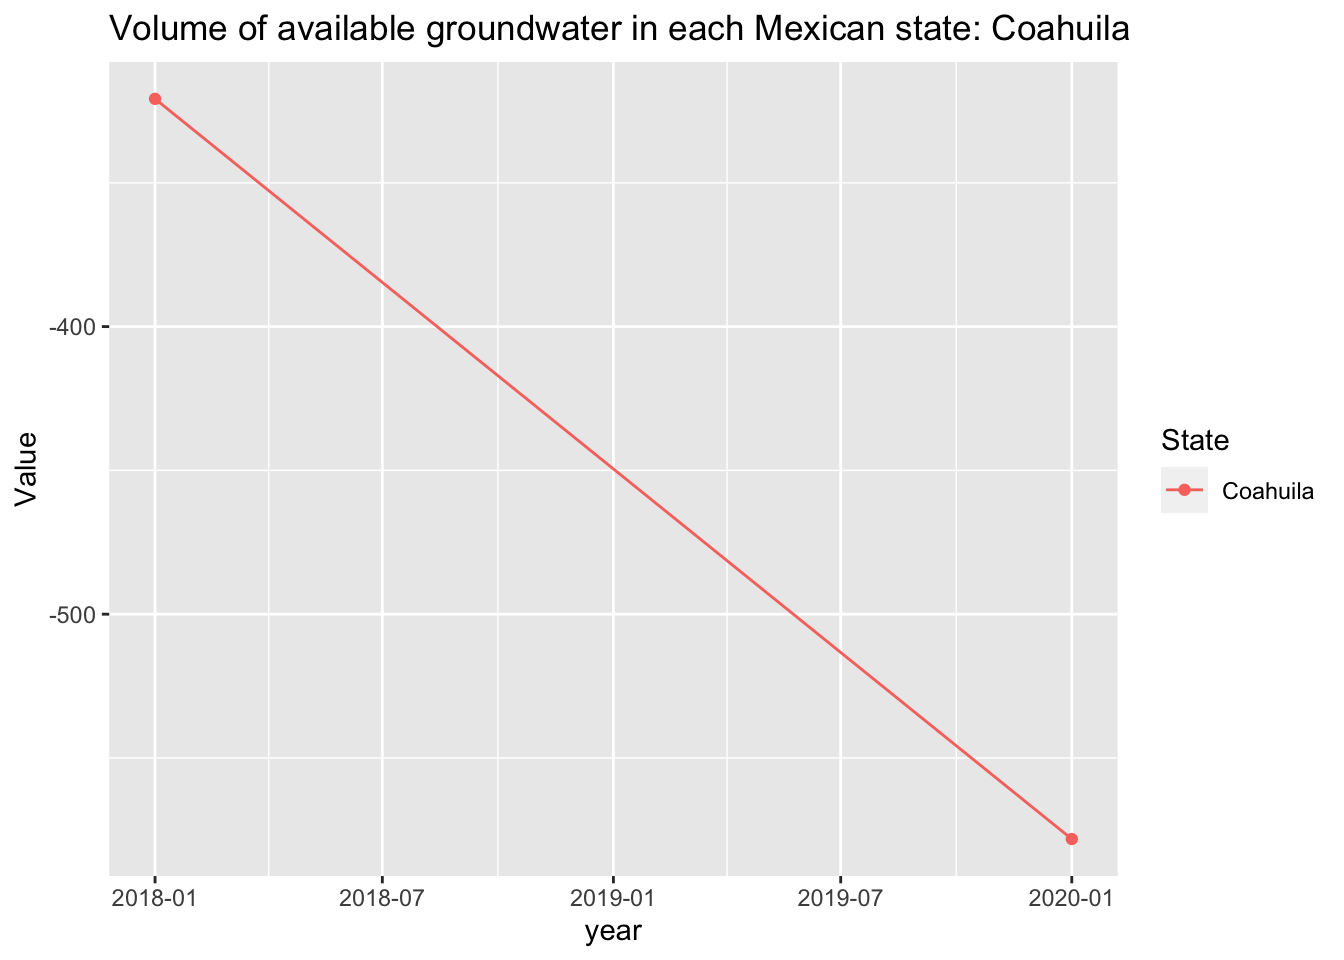 Volume of available groundwater in each Mexican state: Coahuila
-400
-500
Value
2018-01 2018-07 2019-01 2019-07 2020-01
year
State
Coahuila